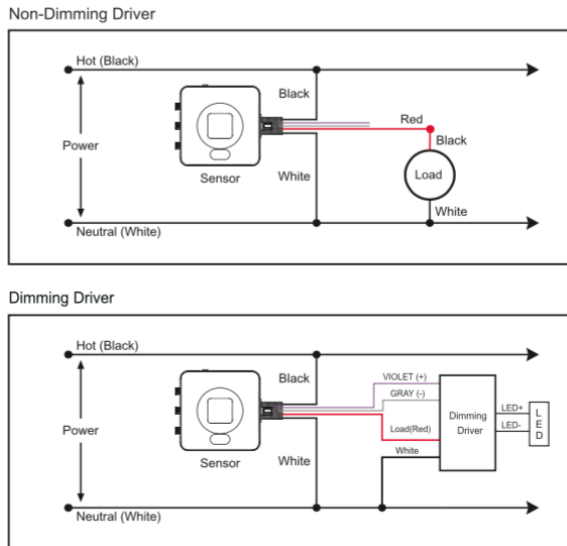 Non-Dimming Driver
Hot (Black)
Black
Red
Black
Power
Load
Sensor
White
White
Neutral (White)
Dimming Driver
Hot (Black)
Black
VIOLET (+)
GRAY (-)
LED+
LED-
LED
Dimming
Driver
Power
Load(Red)
White
Sensor
White
Neutral (White)